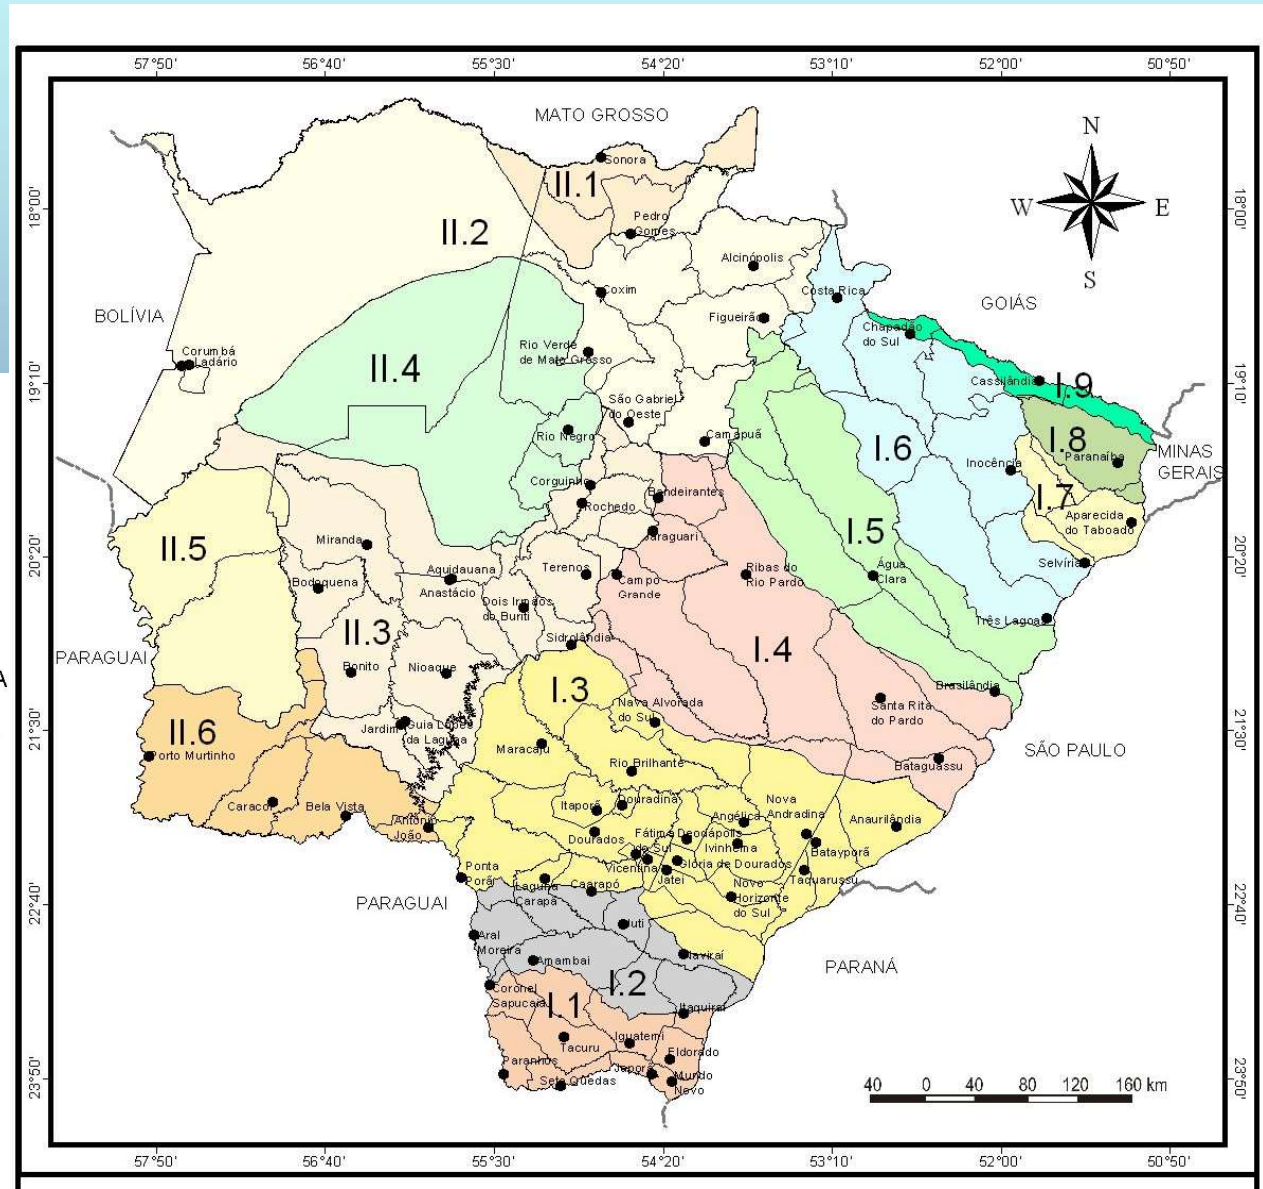 57°50'
56°40'
55°30'
54°20'
53°10'
52°00'
50°50'
MATO GROSSO
N
W
E
S
18°00'
18°00'
Sonora
II.1
Pedro
Gomes
II.2
Alcinópolis
Coxim
Costa Rica
GOIÁS
BOLÍVIA
Figueirão
Chapadão
do Sul
Corumbá
Ladário
Rio Verde
de Mato Grosso
II.4
19°10'
19°10'
Cassilândia
I.9
São Gabriel
do Oeste
Rio Negro
Camapuã
I.6
I.8
Paranaíba
MINAS
GERAIS
Inocência
Corguinho
Bandeirantes
Rochedo
I.7
Aparecida
do Taboado
II.5
Miranda
Jaraguari
I.5
20°20'
20°20'
Bodoquena
Aquidauana
Anastácio
Terenos
Campo
Grande
Ribas do
Rio Pardo
Água
Clara
Selvíria
Dois Irmãos
do Buriti
II.3
Sidrolândia
Três Lagoas
PARAGUAI
A
Bonito
Nioaque
I.4
I.3
Brasilândia
Nova Alvorada
do Sul
Santa Rita
do Pardo
21°30'
21°30'
II.6
Jardim
Guia Lopes
da Laguna
Porto Murtinho
Maracaju
SÃO PAULO
Rio Brilhante
Bataguassu
Caracol
Bela Vista
Itaporã
Douradina
Nova
Andradina
Antônio
João
Angélica
Anaurilândia
Dourados
Fátima
do Sul
Deodápolis
Ivinhema
Batayporã
Vicentina
Glória de Dourados
Jateí
Taquarussu
Ponta
Porã
Laguna
Carapã
Caarapó
Novo
Horizonte
do Sul
22°40'
22°40'
PARAGUAI
Juti
Aral
Moreira
Naviraí
PARANÁ
Amambai
I.2
Coronel
Sapucaia
I.1
Itaquiraí
Iguatemi
Tacuru
Eldorado
Paranhos
Sete Quedas
Japorã
Mundo
Novo
23°50'
23°50'
40 0 40 80 120 160 km
57°50'
56°40'
55°30'
54°20'
53°10'
52°00'
50°50'